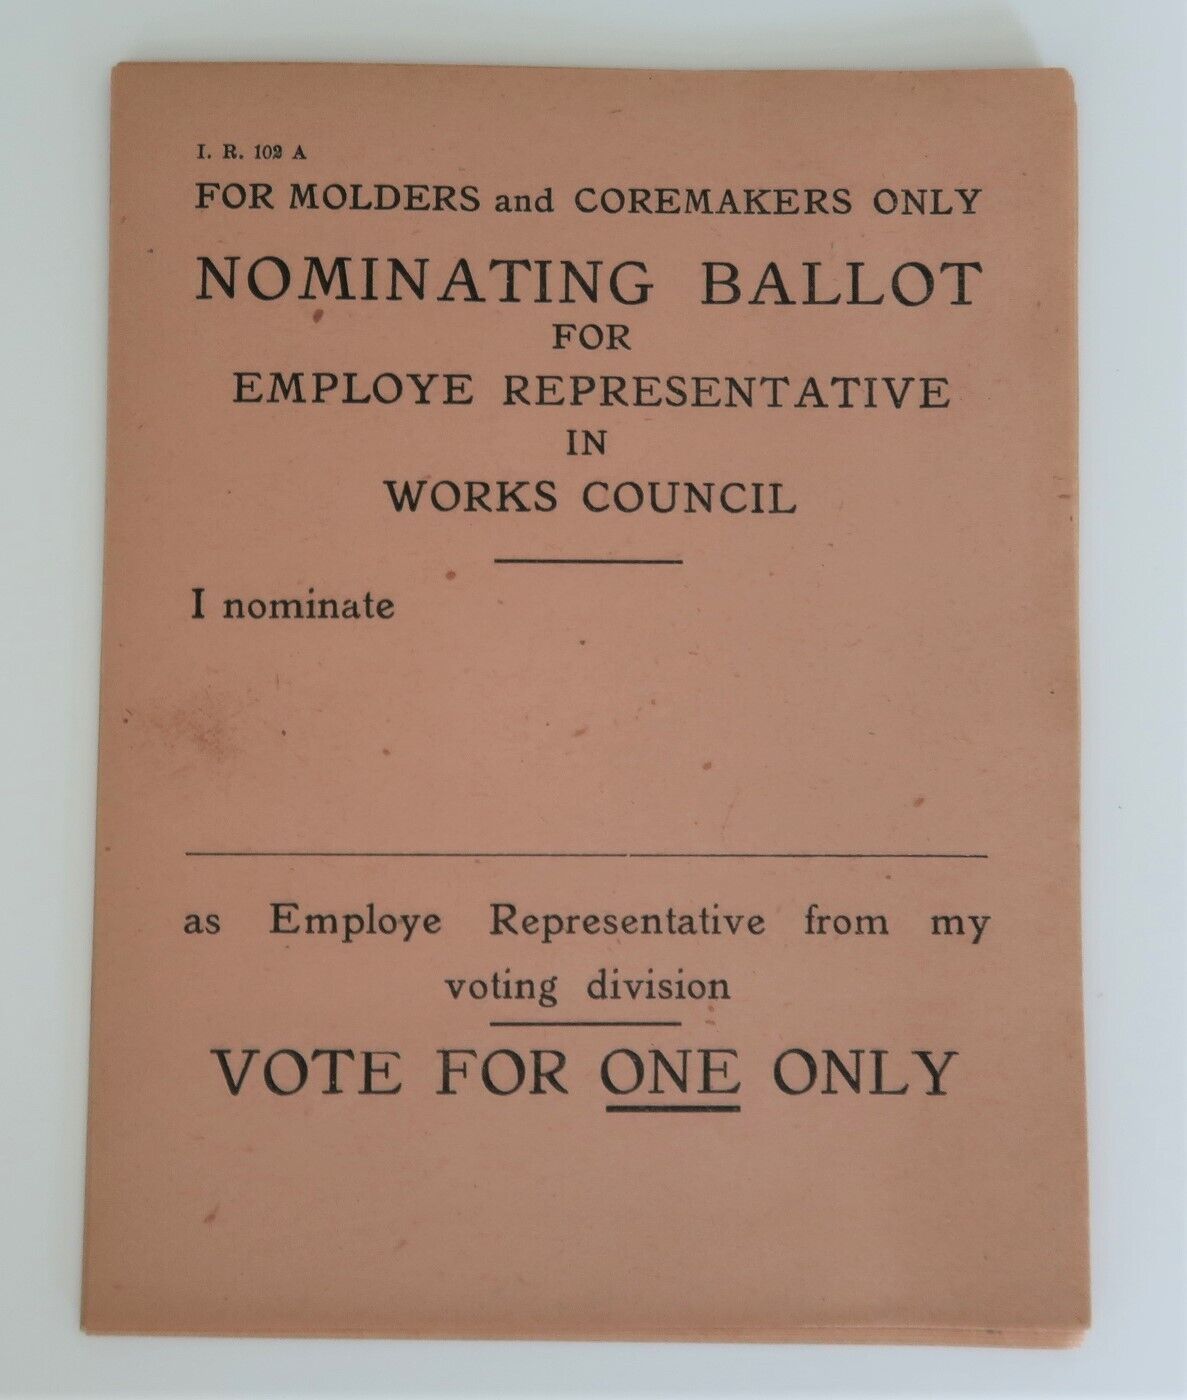 I. R. 102 A
FOR MOLDERS and COREMAKERS ONLY
NOMINATING BALLOT
FOR
EMPLOYE REPRESENTATIVE
IN
WORKS COUNCIL
I nominate
as Employe Representative from my
voting division
VOTE FOR ONE ONLY